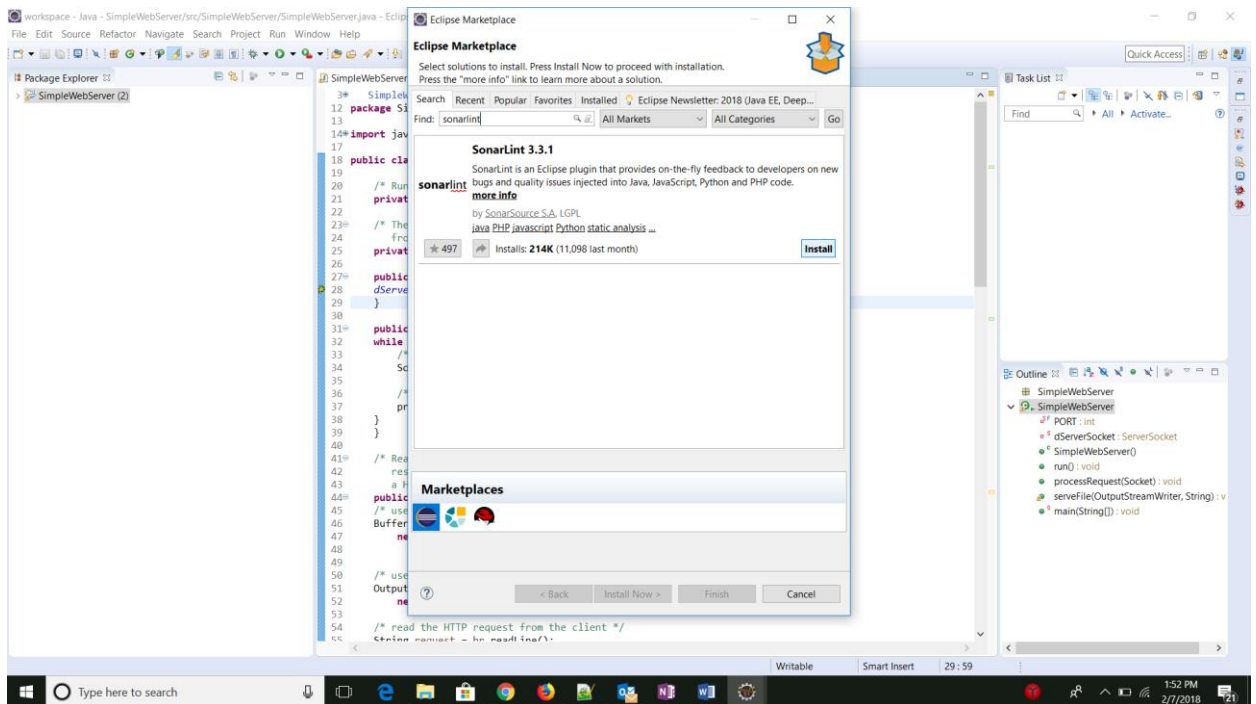 workspace - Java - SimpleWebServer/src/SimpleWebServer/SimpleWebServer.java - Eclip
File Edit Source Refactor Navigate Search Project Run Window Help
Quick Access
Package Explorer
SimpleWebServer (2)
SimpleWebServer
3 SimpleW
12 package Si
13
14 import jav
17
18 public cla
19
20 /* Run
21 privat
22
23 /* The
24 fro
25 privat
26
27 public
28 dServe
29 }
30
31 public
32 while
33 /*
34 So
35
36 /*
37 pr
38 }
39 }
40
41 /* Rea
42 res
43 a H
44 public
45 /* use
46 Buffer
47 ne
48
49
50 /* use
51 Output
52 ne
53
54 /* read the HTTP request from the client */
55 String request = br.readLine();
Eclipse Marketplace
Eclipse Marketplace
Select solutions to install. Press Install Now to proceed with installation.
Press the "more info" link to learn more about a solution.
Search Recent Popular Favorites Installed Eclipse Newsletter: 2018 (Java EE, Deep...
Find: sonarlint All Markets All Categories Go
SonarLint 3.3.1
SonarLint is an Eclipse plugin that provides on-the-fly feedback to developers on new
bugs and quality issues injected into Java, JavaScript, Python and PHP code.
more info
sonarlint
by SonarSource S.A, LGPL
java PHP javascript Python static analysis ...
497 Installs: 214K (11,098 last month) Install
Marketplaces
< Back Install Now > Finish Cancel
Task List
Find All Activate...
Outline
SimpleWebServer
SimpleWebServer
PORT : int
dServerSocket : ServerSocket
SimpleWebServer()
run() : void
processRequest(Socket) : void
serveFile(OutputStreamWriter, String) : v
main(String[]) : void
Writable Smart Insert 29 : 59
Type here to search
1:52 PM
2/7/2018
21